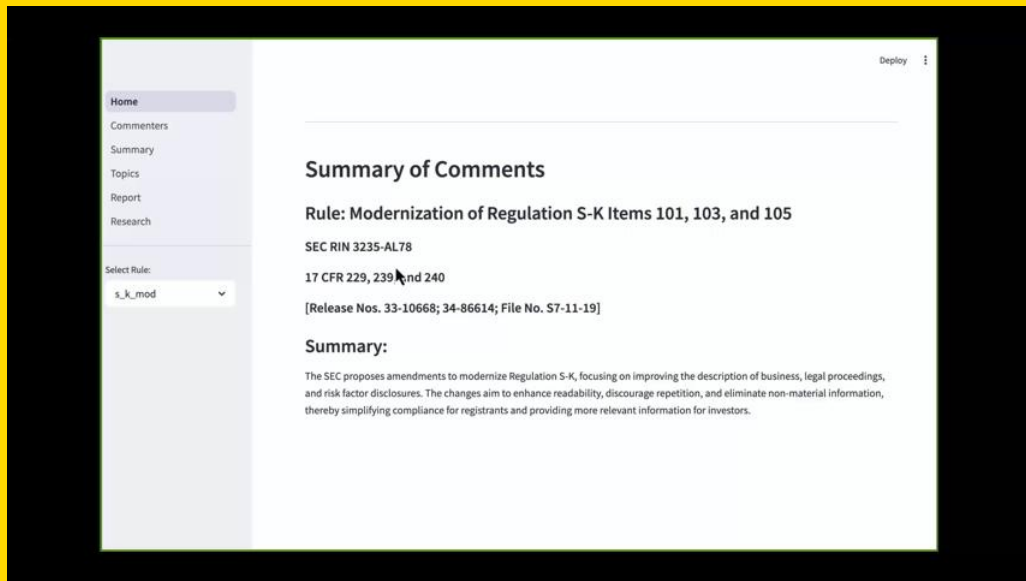 Deploy
Home
Commenters
Summary
Topics
Report
Research
Select Rule:
s_k_mod
Summary of Comments
Rule: Modernization of Regulation S-K Items 101, 103, and 105
SEC RIN 3235-AL78
17 CFR 229, 239, and 240
[Release Nos. 33-10668; 34-86614; File No. S7-11-19]
Summary:
The SEC proposes amendments to modernize Regulation S-K, focusing on improving the description of business, legal proceedings,
and risk factor disclosures. The changes aim to enhance readability, discourage repetition, and eliminate non-material information,
thereby simplifying compliance for registrants and providing more relevant information for investors.